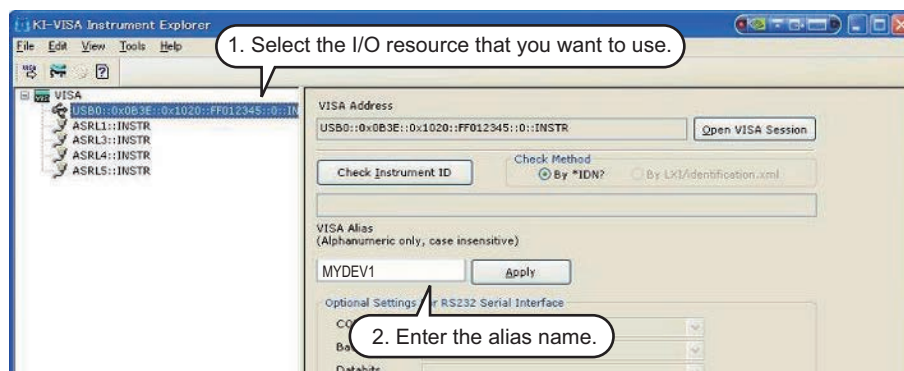 KI-VISA Instrument Explorer
File Edit View Tools Help
1. Select the I/O resource that you want to use.
VISA
USB0::0x0B3E::0x1020::FF012345::0::IN
ASRL1::INSTR
ASRL3::INSTR
ASRL4::INSTR
ASRL5::INSTR
VISA Address
USB0::0x0B3E::0x1020::FF012345::0::INSTR
Open VISA Session
Check Instrument ID
Check Method
By *IDN?
By LXI/identification.xml
VISA Alias
(Alphanumeric only, case insensitive)
MYDEV1
Apply
Optional Settings RS232 Serial Interface
2. Enter the alias name.
Databits